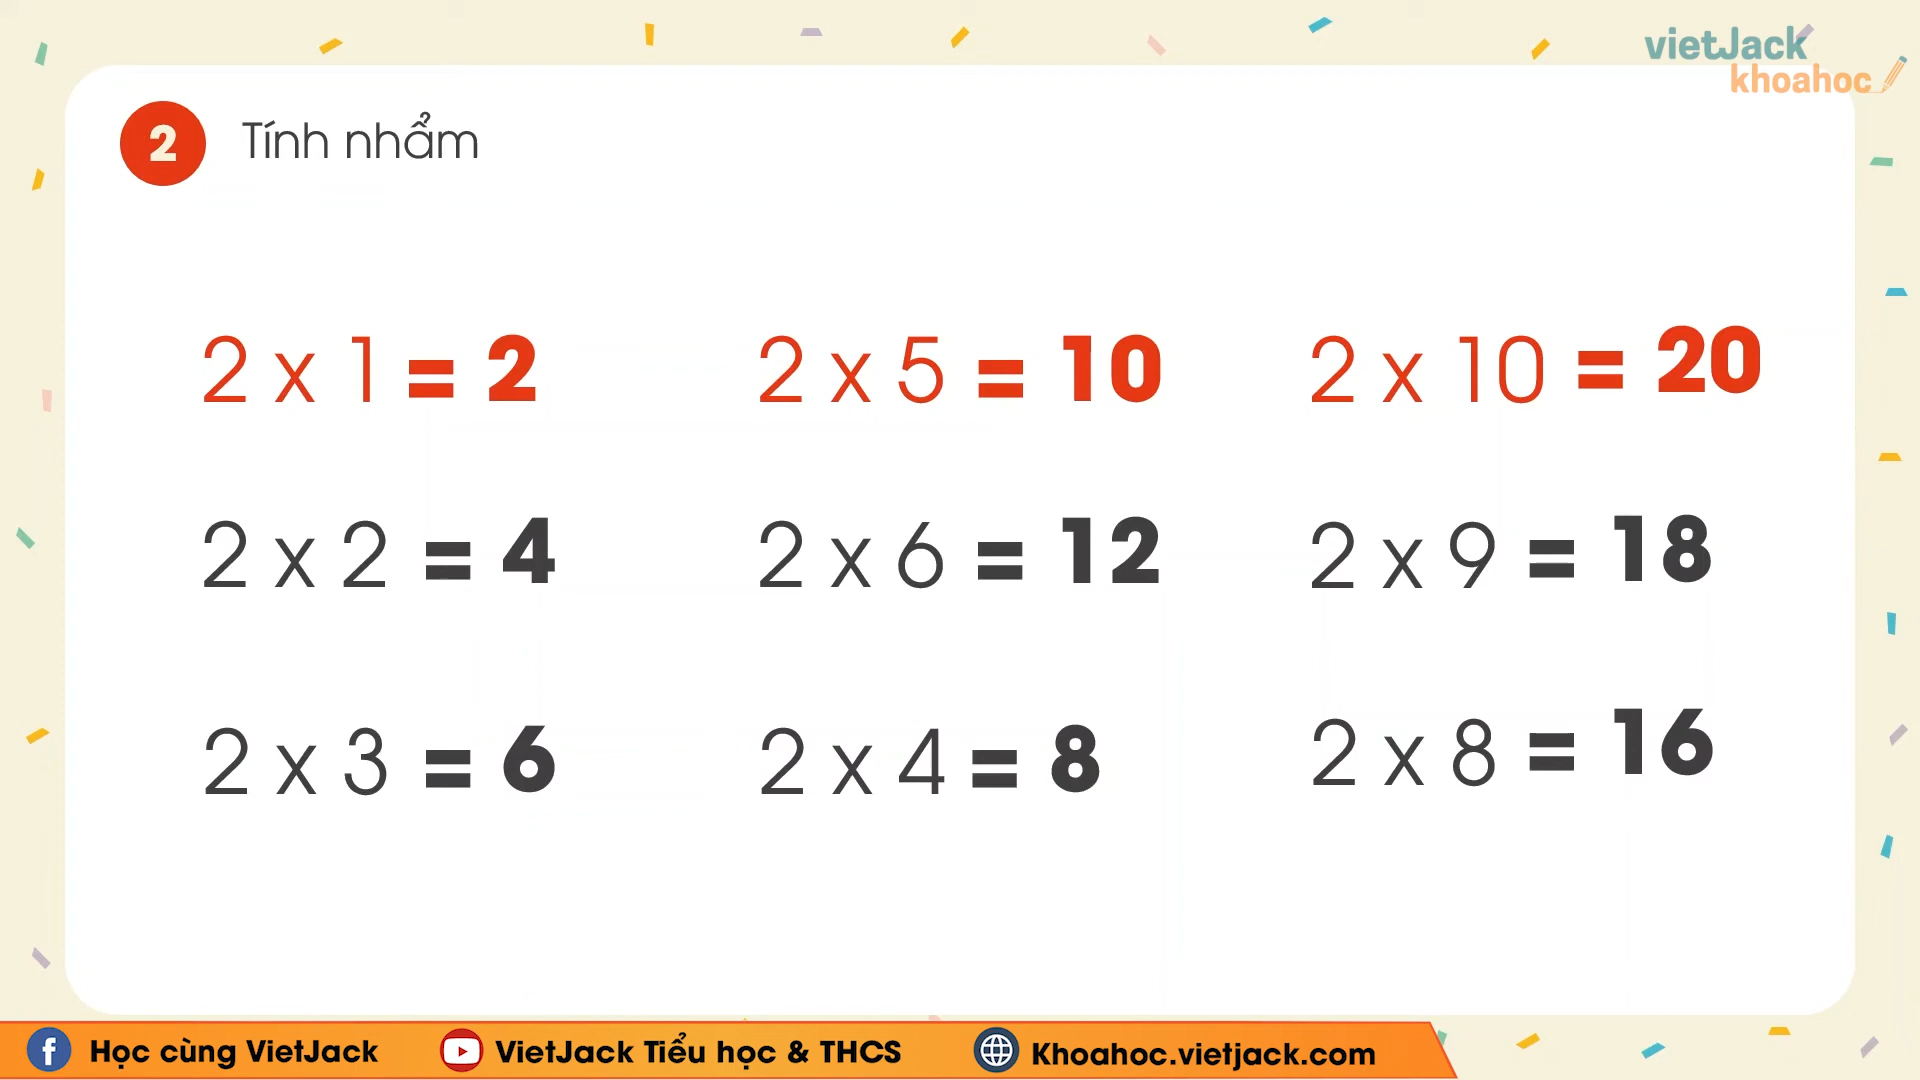 vietJack
khoahoc
2 Tính nhẩm
2 x 1 = 2 2 x 5 = 10 2 x 10 = 20
2 x 2 = 4 2 x 6 = 12 2 x 9 = 18
2 x 3 = 6 2 x 4 = 8 2 x 8 = 16
Học cùng VietJack VietJack Tiểu học & THCS Khoahoc.vietjack.com